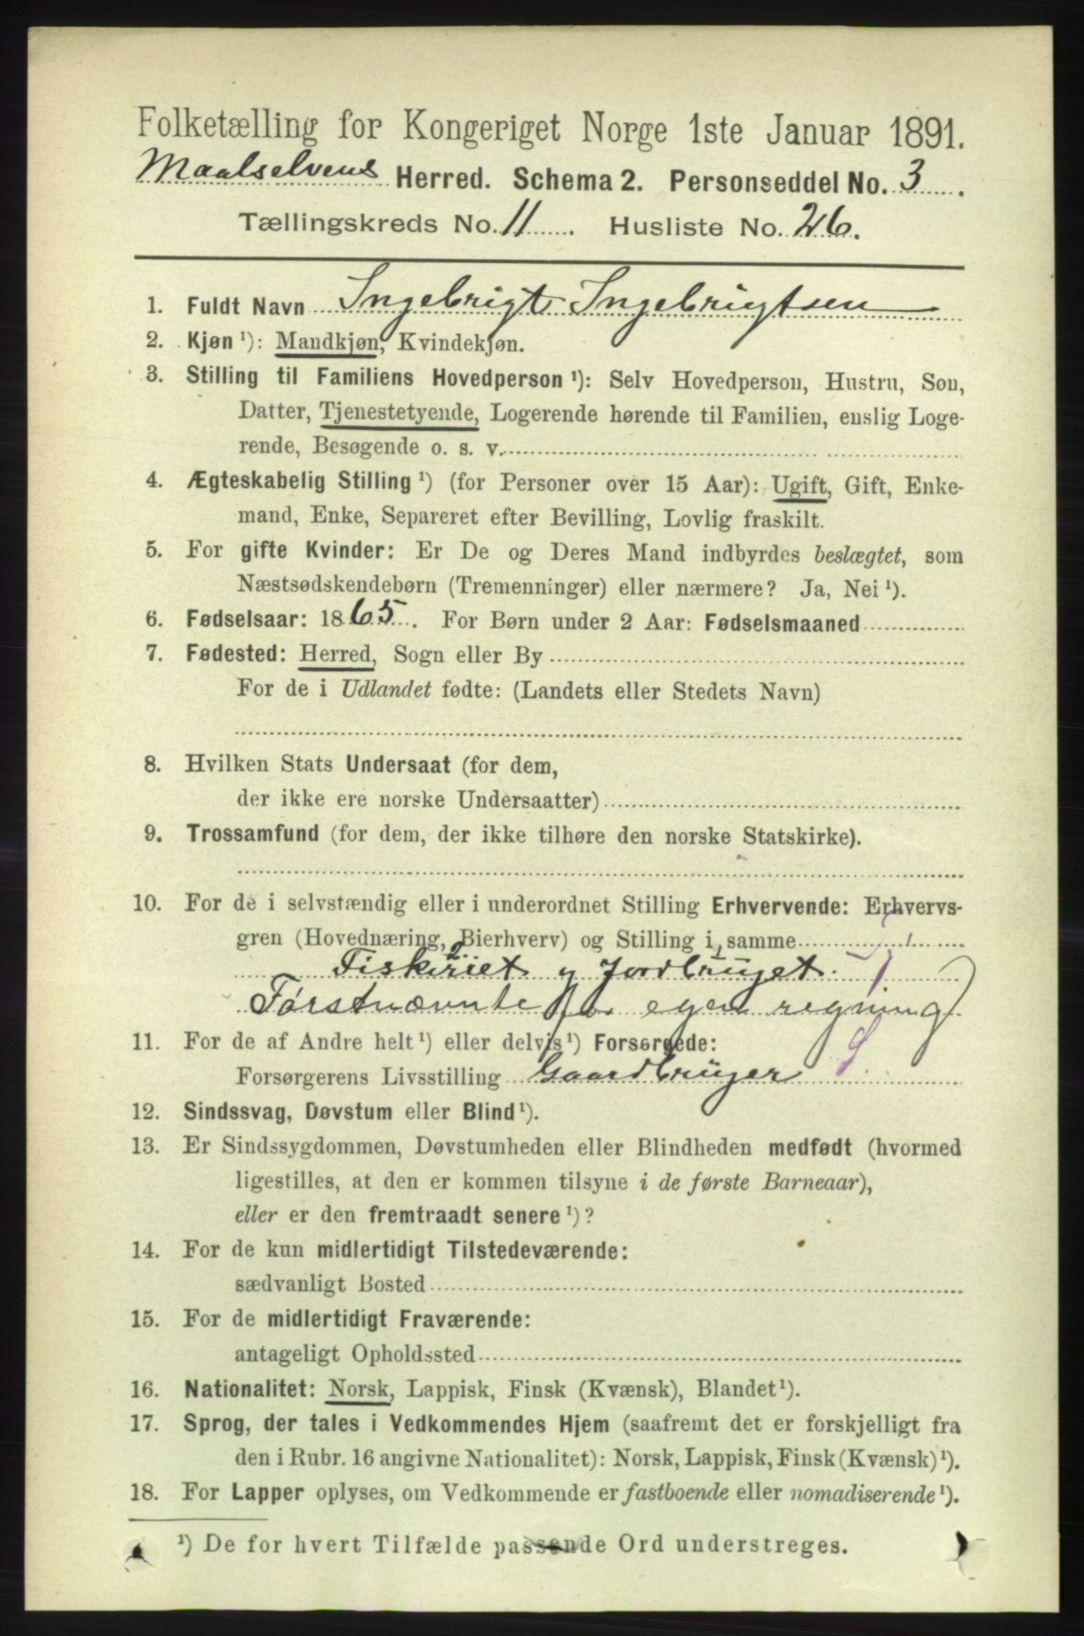 Folketælling for Kongeriget Norge 1ste Januar 1891.
Maalselvens Herred. Schema 2. Personseddel No. 3.
Tællingskreds No. 11. Husliste No. 26.
1. Fuldt Navn Ingebrigt Ingebrigtsen
2. Kjøn ¹): Mandkjøn, Kvindekjøn.
3. Stilling til Familiens Hovedperson ¹): Selv Hovedperson, Hustru, Søn,
Datter, Tjenestetyende, Logerende hørende til Familien, enslig Loge-
rende, Besøgende o. s. v.
4. Ægteskabelig Stilling ¹) (for Personer over 15 Aar): Ugift, Gift, Enke-
mand, Enke, Separeret efter Bevilling, Lovlig fraskilt.
5. For gifte Kvinder: Er De og Deres Mand indbyrdes beslægtet, som
Næstsødskendebørn (Tremenninger) eller nærmere? Ja, Nei ¹).
6. Fødselsaar: 1865. For Børn under 2 Aar: Fødselsmaaned
7. Fødested: Herred, Sogn eller By
For de i Udlandet fødte: (Landets eller Stedets Navn)
8. Hvilken Stats Undersaat (for dem,
der ikke ere norske Undersaatter)
9. Trossamfund (for dem, der ikke tilhøre den norske Statskirke).
10. For de i selvstændig eller i underordnet Stilling Erhvervende: Erhvervs-
gren (Hovednæring, Bierhverv) og Stilling i samme
2 1
Fiskeriet og Jordbruget.
Førstnævnte for egen regning
11. For de af Andre helt ¹) eller delvis ¹) Forsørgede:
Forsørgerens Livsstilling Gaardbruger
12. Sindssvag, Døvstum eller Blind ¹).
13. Er Sindssygdommen, Døvstumheden eller Blindheden medfødt (hvormed
ligestilles, at den er kommen tilsyne i de første Barneaar),
eller er den fremtraadt senere ¹)?
14. For de kun midlertidigt Tilstedeværende:
sædvanligt Bosted
15. For de midlertidigt Fraværende:
antageligt Opholdssted
16. Nationalitet: Norsk, Lappisk, Finsk (Kvænsk), Blandet ¹).
17. Sprog, der tales i Vedkommendes Hjem (saafremt det er forskjelligt fra
den i Rubr. 16 angivne Nationalitet): Norsk, Lappisk, Finsk (Kvænsk) ¹).
18. For Lapper oplyses, om Vedkommende er fastboende eller nomadiserende ¹).
¹) De for hvert Tilfælde passende Ord understreges.